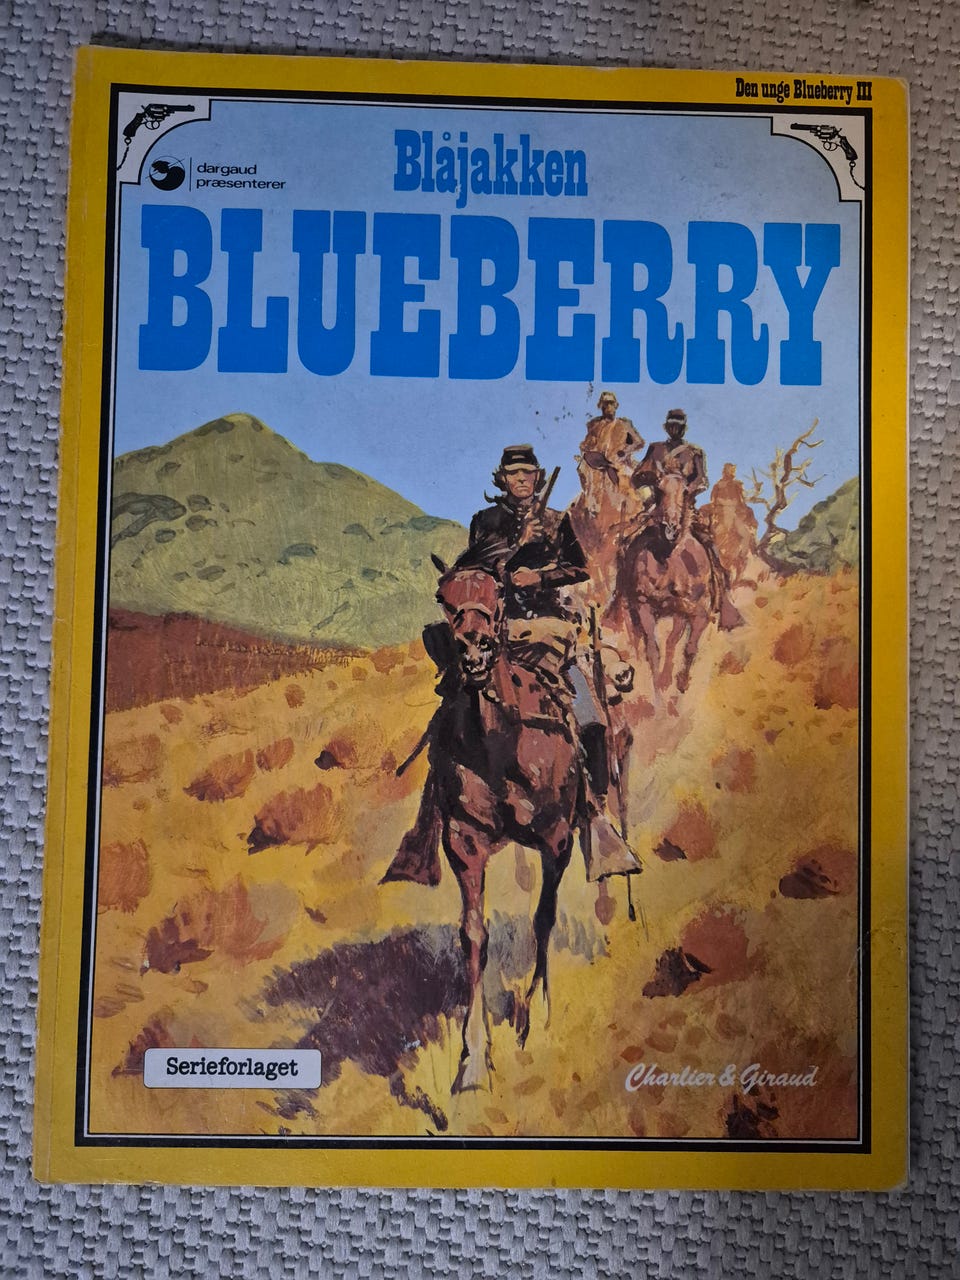 Den unge Blueberry III
dargaud
præsenterer
Blåjakken
BLUEBERRY
Serieforlaget
Charlier & Giraud